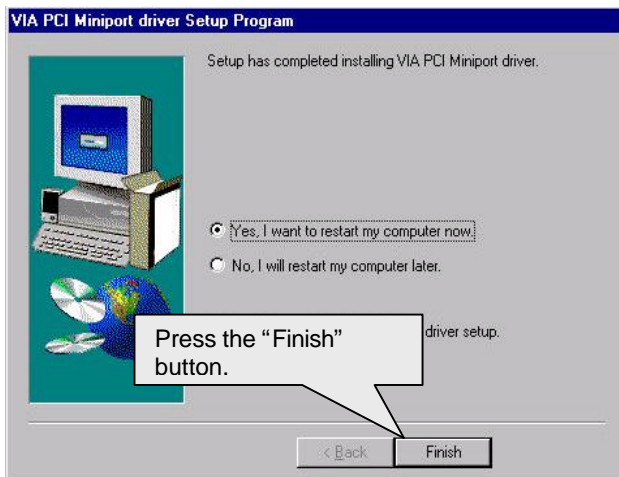 VIA PCI Miniport driver Setup Program
Setup has completed installing VIA PCI Miniport driver.
Yes, I want to restart my computer now.
No, I will restart my computer later.
driver setup.
Press the “Finish”
button.
< Back
Finish